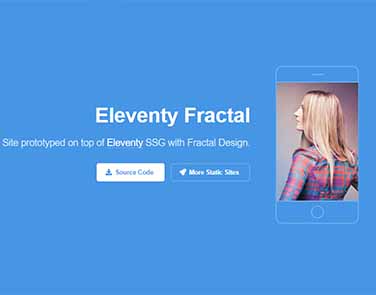 Eleventy Fractal
Site prototyped on top of Eleventy SSG with Fractal Design.
Source Code
More Static Sites